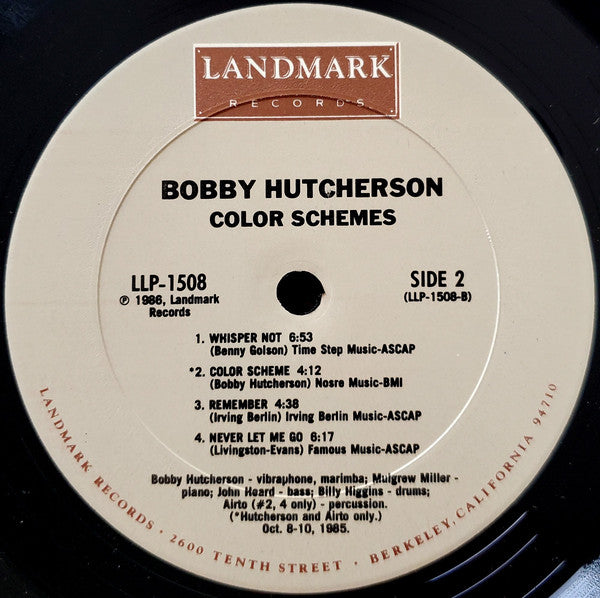 LANDMARK
RECORDS
BOBBY HUTCHERSON
COLOR SCHEMES
LLP-1508
℗ 1986, Landmark
Records
SIDE 2
(LLP-1508-B)
1. WHISPER NOT 6:53
(Benny Golson) Time Step Music-ASCAP
*2. COLOR SCHEME 4:12
(Bobby Hutcherson) Nosre Music-BMI
3. REMEMBER 4:38
(Irving Berlin) Irving Berlin Music-ASCAP
4. NEVER LET ME GO 6:17
(Livingston-Evans) Famous Music-ASCAP
Bobby Hutcherson - vibraphone, marimba; Mulgrew Miller -
piano; John Heard - bass; Billy Higgins - drums;
Airto (#2, 4 only) - percussion.
(*Hutcherson and Airto only.)
Oct. 8-10, 1985.
LANDMARK RECORDS · 2600 TENTH STREET · BERKELEY, CALIFORNIA 94710